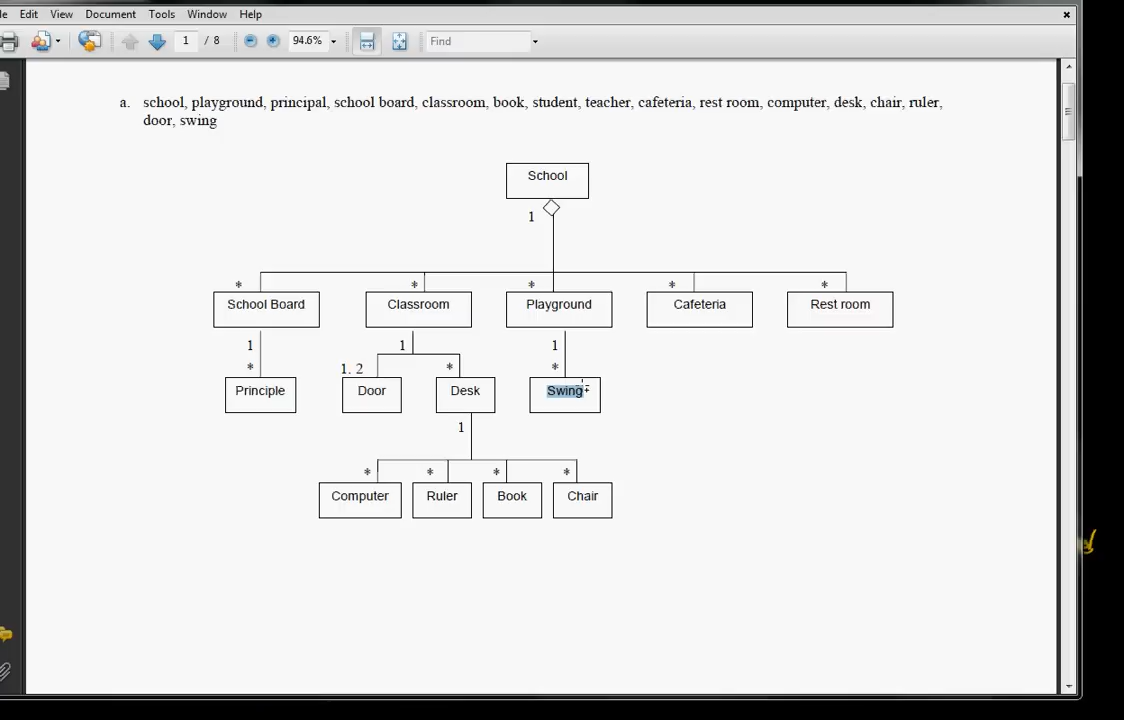 le Edit View Document Tools Window Help
1 / 8 94.6% Find
a. school, playground, principal, school board, classroom, book, student, teacher, cafeteria, rest room, computer, desk, chair, ruler,
door, swing
School
1
* * * * *
School Board Classroom Playground Cafeteria Rest room
1 1 1
* 1. 2 * *
Principle Door Desk Swing
1
* * * *
Computer Ruler Book Chair